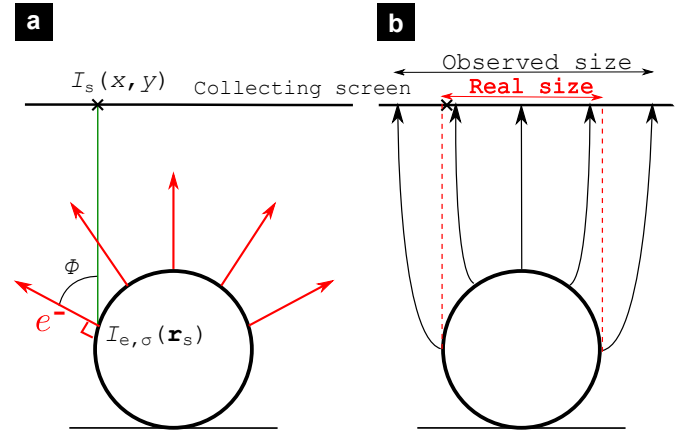 a
I_s(x,y)
Collecting screen
Φ
e-
I_e,σ(r_s)
b
Observed size
Real size